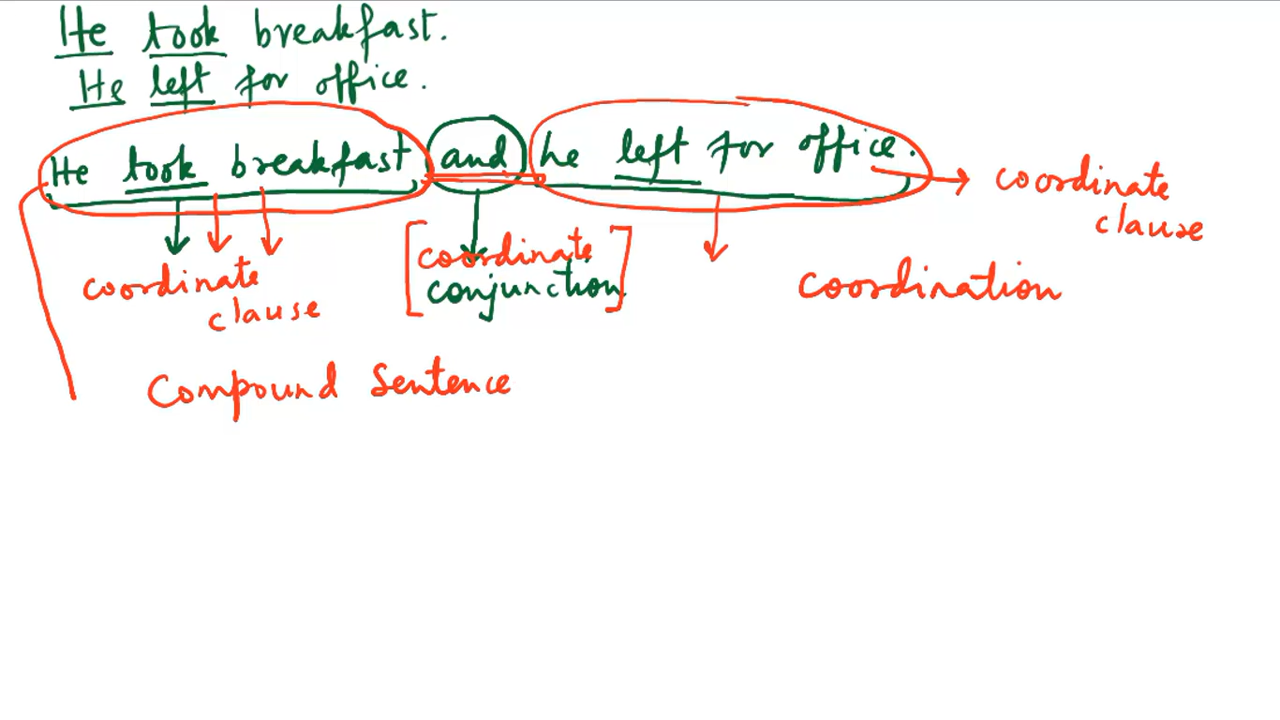 He took breakfast.
He left for office.
He took breakfast and he left for office.
coordinate
clause
coordinate
clause
[coordinate
conjunction]
coordination
Compound Sentence